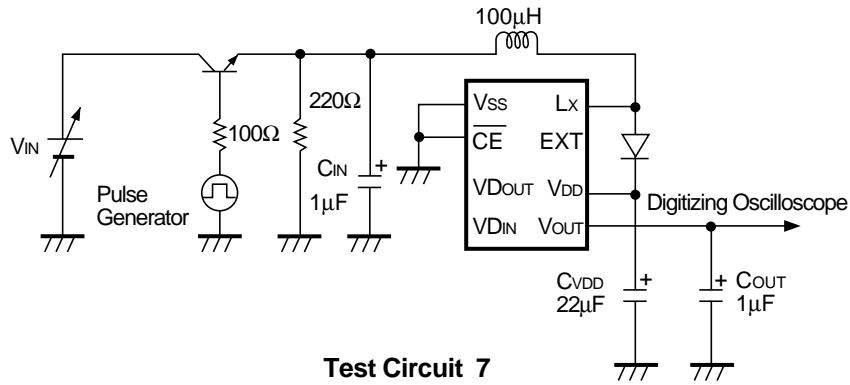 100μH
VSS
LX
220Ω
CE
EXT
100Ω
VIN
CIN
1μF
VDOUT
VDD
Pulse
Generator
Digitizing Oscilloscope
VDIN
VOUT
CVDD
22μF
COUT
1μF
Test Circuit 7